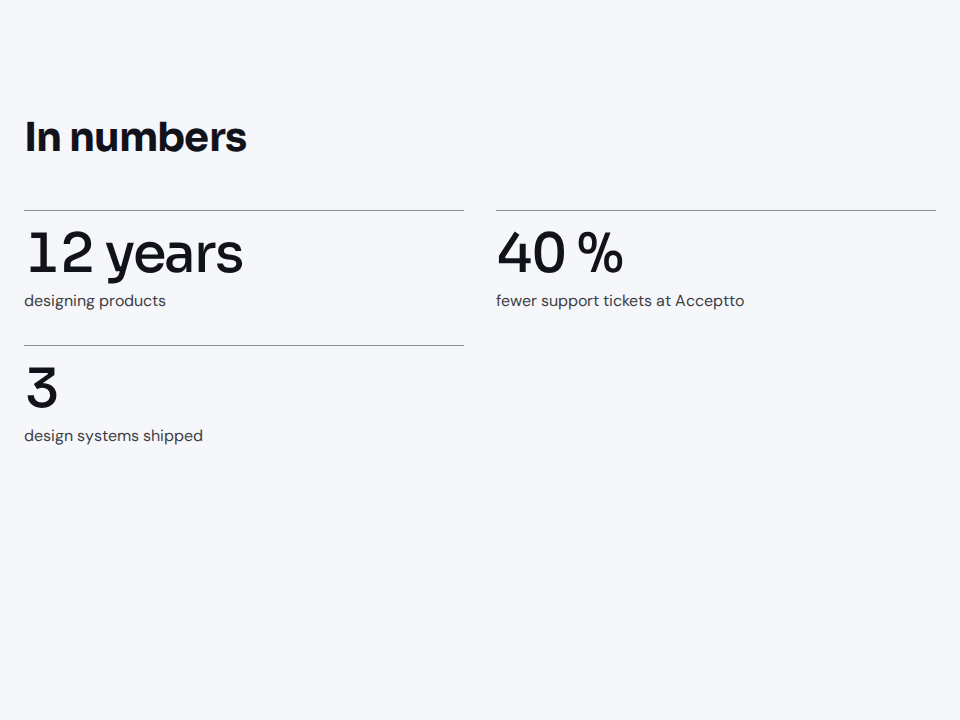 In numbers
12 years
designing products
40 %
fewer support tickets at Acceptto
3
design systems shipped